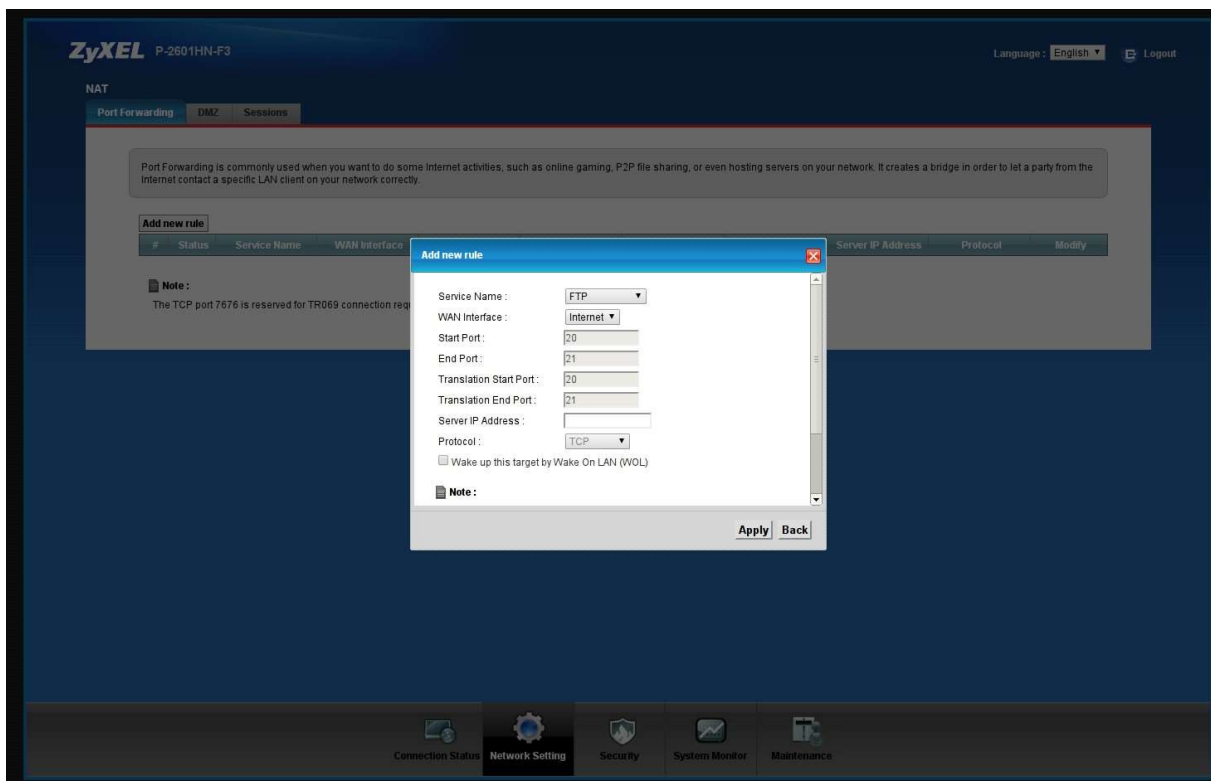 ZyXEL P-2601HN-F3
Language : English
Logout
NAT
Port Forwarding DMZ Sessions
Port Forwarding is commonly used when you want to do some Internet activities, such as online gaming, P2P file sharing, or even hosting servers on your network. It creates a bridge in order to let a party from the
Internet contact a specific LAN client on your network correctly.
Add new rule
# Status Service Name WAN Interface Server IP Address Protocol Modify
Note :
The TCP port 7676 is reserved for TR069 connection requ
Add new rule
Service Name : FTP
WAN Interface : Internet
Start Port : 20
End Port : 21
Translation Start Port : 20
Translation End Port : 21
Server IP Address :
Protocol : TCP
Wake up this target by Wake On LAN (WOL)
Note :
Apply Back
Connection Status Network Setting Security System Monitor Maintenance